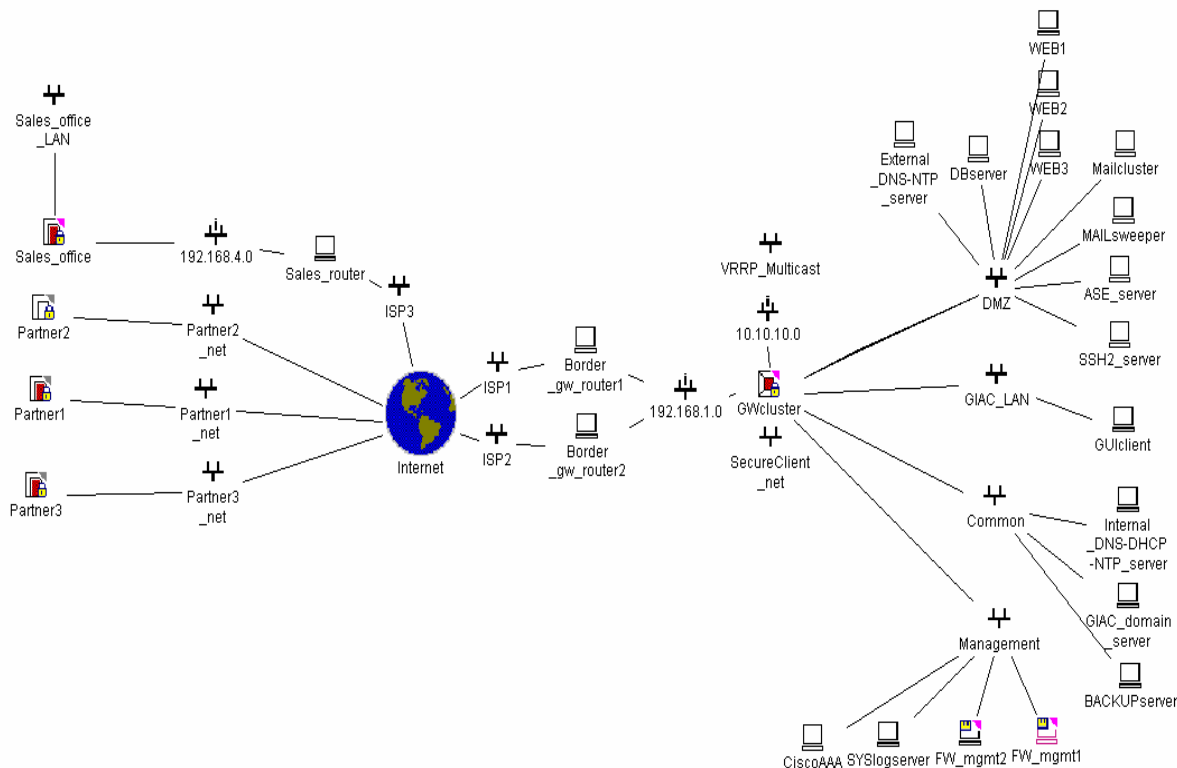 WEB1
WEB2
External
_DNS-NTP
_server
DBserver
WEB3
Mailcluster
Sales_office
_LAN
MAILsweeper
Sales_office
192.168.4.0
Sales_router
VRRP_Multicast
ASE_server
DMZ
ISP3
10.10.10.0
Partner2
Partner2
_net
SSH2_server
ISP1
Border
_gw_router1
192.168.1.0
GWcluster
GIAC_LAN
Partner1
Partner1
_net
GUIclient
Internet
ISP2
Border
_gw_router2
SecureClient
_net
Partner3
Partner3
_net
Common
Internal
_DNS-DHCP
-NTP_server
GIAC_domain
_server
Management
BACKUPserver
CiscoAAA
SYSlogserver
FW_mgmt2
FW_mgmt1